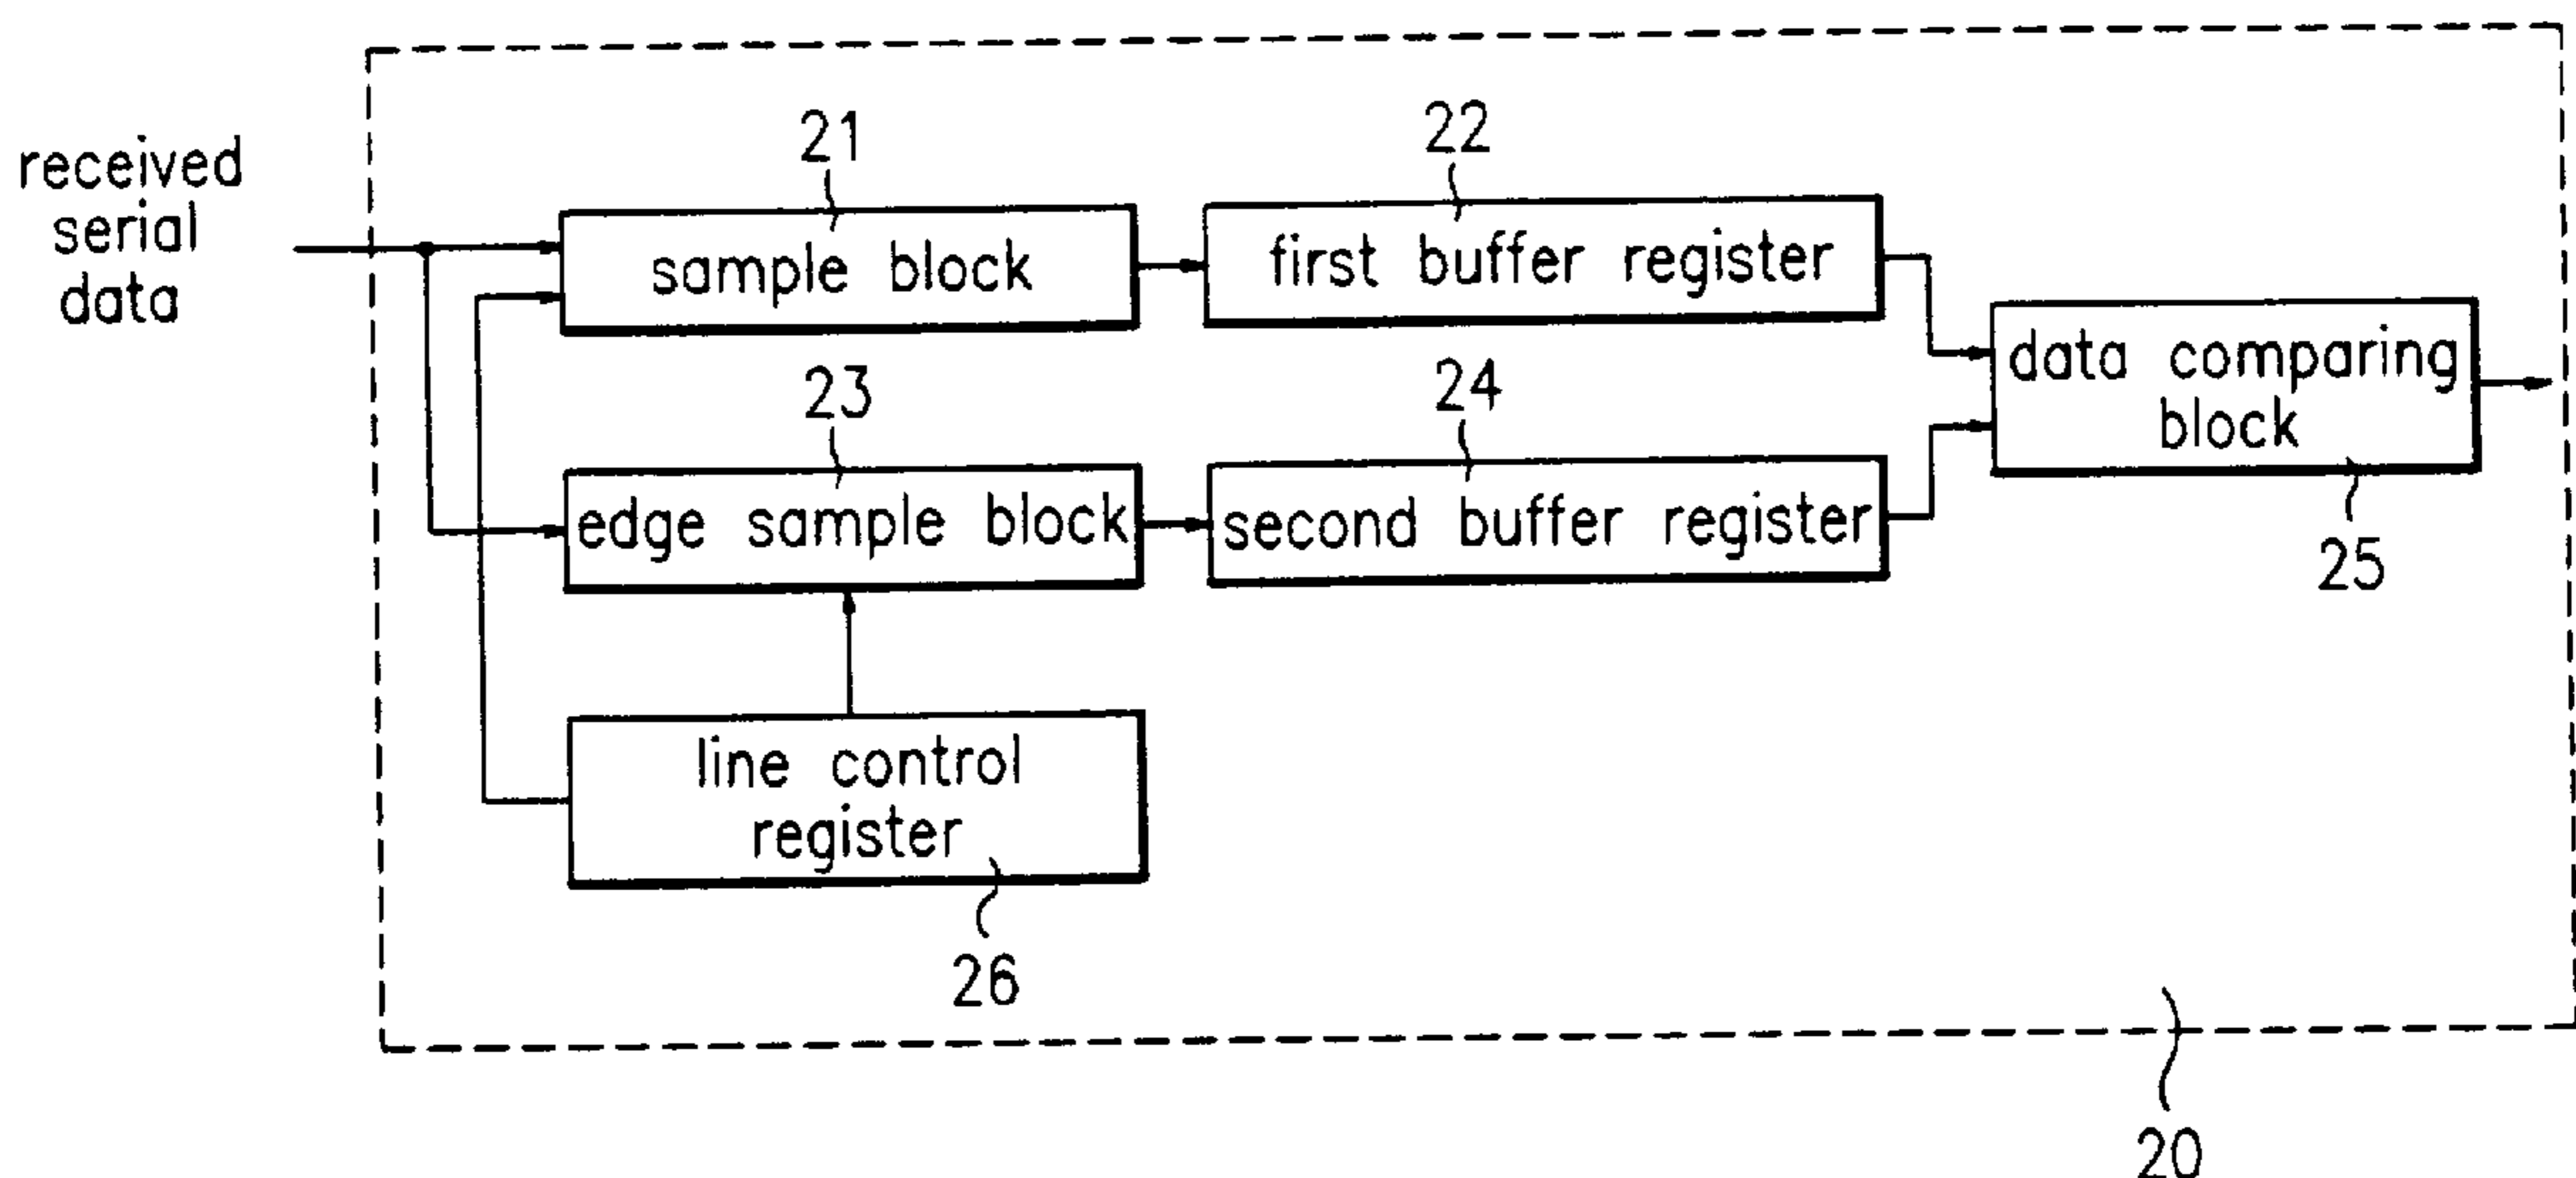 received
serial
data
21
sample block
22
first buffer register
23
edge sample block
24
second buffer register
data comparing
block
25
line control
register
26
20